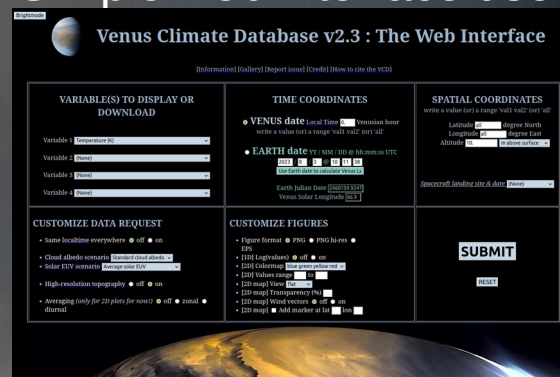 Brightmode
Venus Climate Database v2.3 : The Web Interface
[Information] [Gallery] [Report issue] [Credit] [How to cite the VCD]
VARIABLE(S) TO DISPLAY OR
DOWNLOAD
Variable 1 Temperature (K)
Variable 2 (None)
Variable 3 (None)
Variable 4 (None)
TIME COORDINATES
VENUS date Local Time 0. Venusian hour
write a value (or) a range 'val1 val2' (or) 'all'
EARTH date YY / MM / DD @ hh:mm:ss UTC
2023 / 8 / 3 @ 10 : 11 : 38
Use Earth date to calculate Venus Ls
Earth Julian Date 2460159.9247
Venus Solar Longitude 66.9
SPATIAL COORDINATES
write a value (or) a range 'val1 val2' (or) 'all'
Latitude all degree North
Longitude all degree East
Altitude 10. m above surface
Spacecraft landing site & date (None)
CUSTOMIZE DATA REQUEST
• Same localtime everywhere off on
• Cloud albedo scenario Standard cloud albedo
• Solar EUV scenario Average solar EUV
• High-resolution topography off on
• Averaging (only for 2D plots for now!) off zonal
diurnal
CUSTOMIZE FIGURES
• Figure format PNG PNG hi-res
EPS
• [1D] Log(values) off on
• [2D] Colormap blue green yellow red
• [2D] Values range to
• [2D map] View flat
• [2D map] Transparency (%)
• [2D map] Wind vectors off on
• [2D map] Add marker at lat lon
SUBMIT
RESET